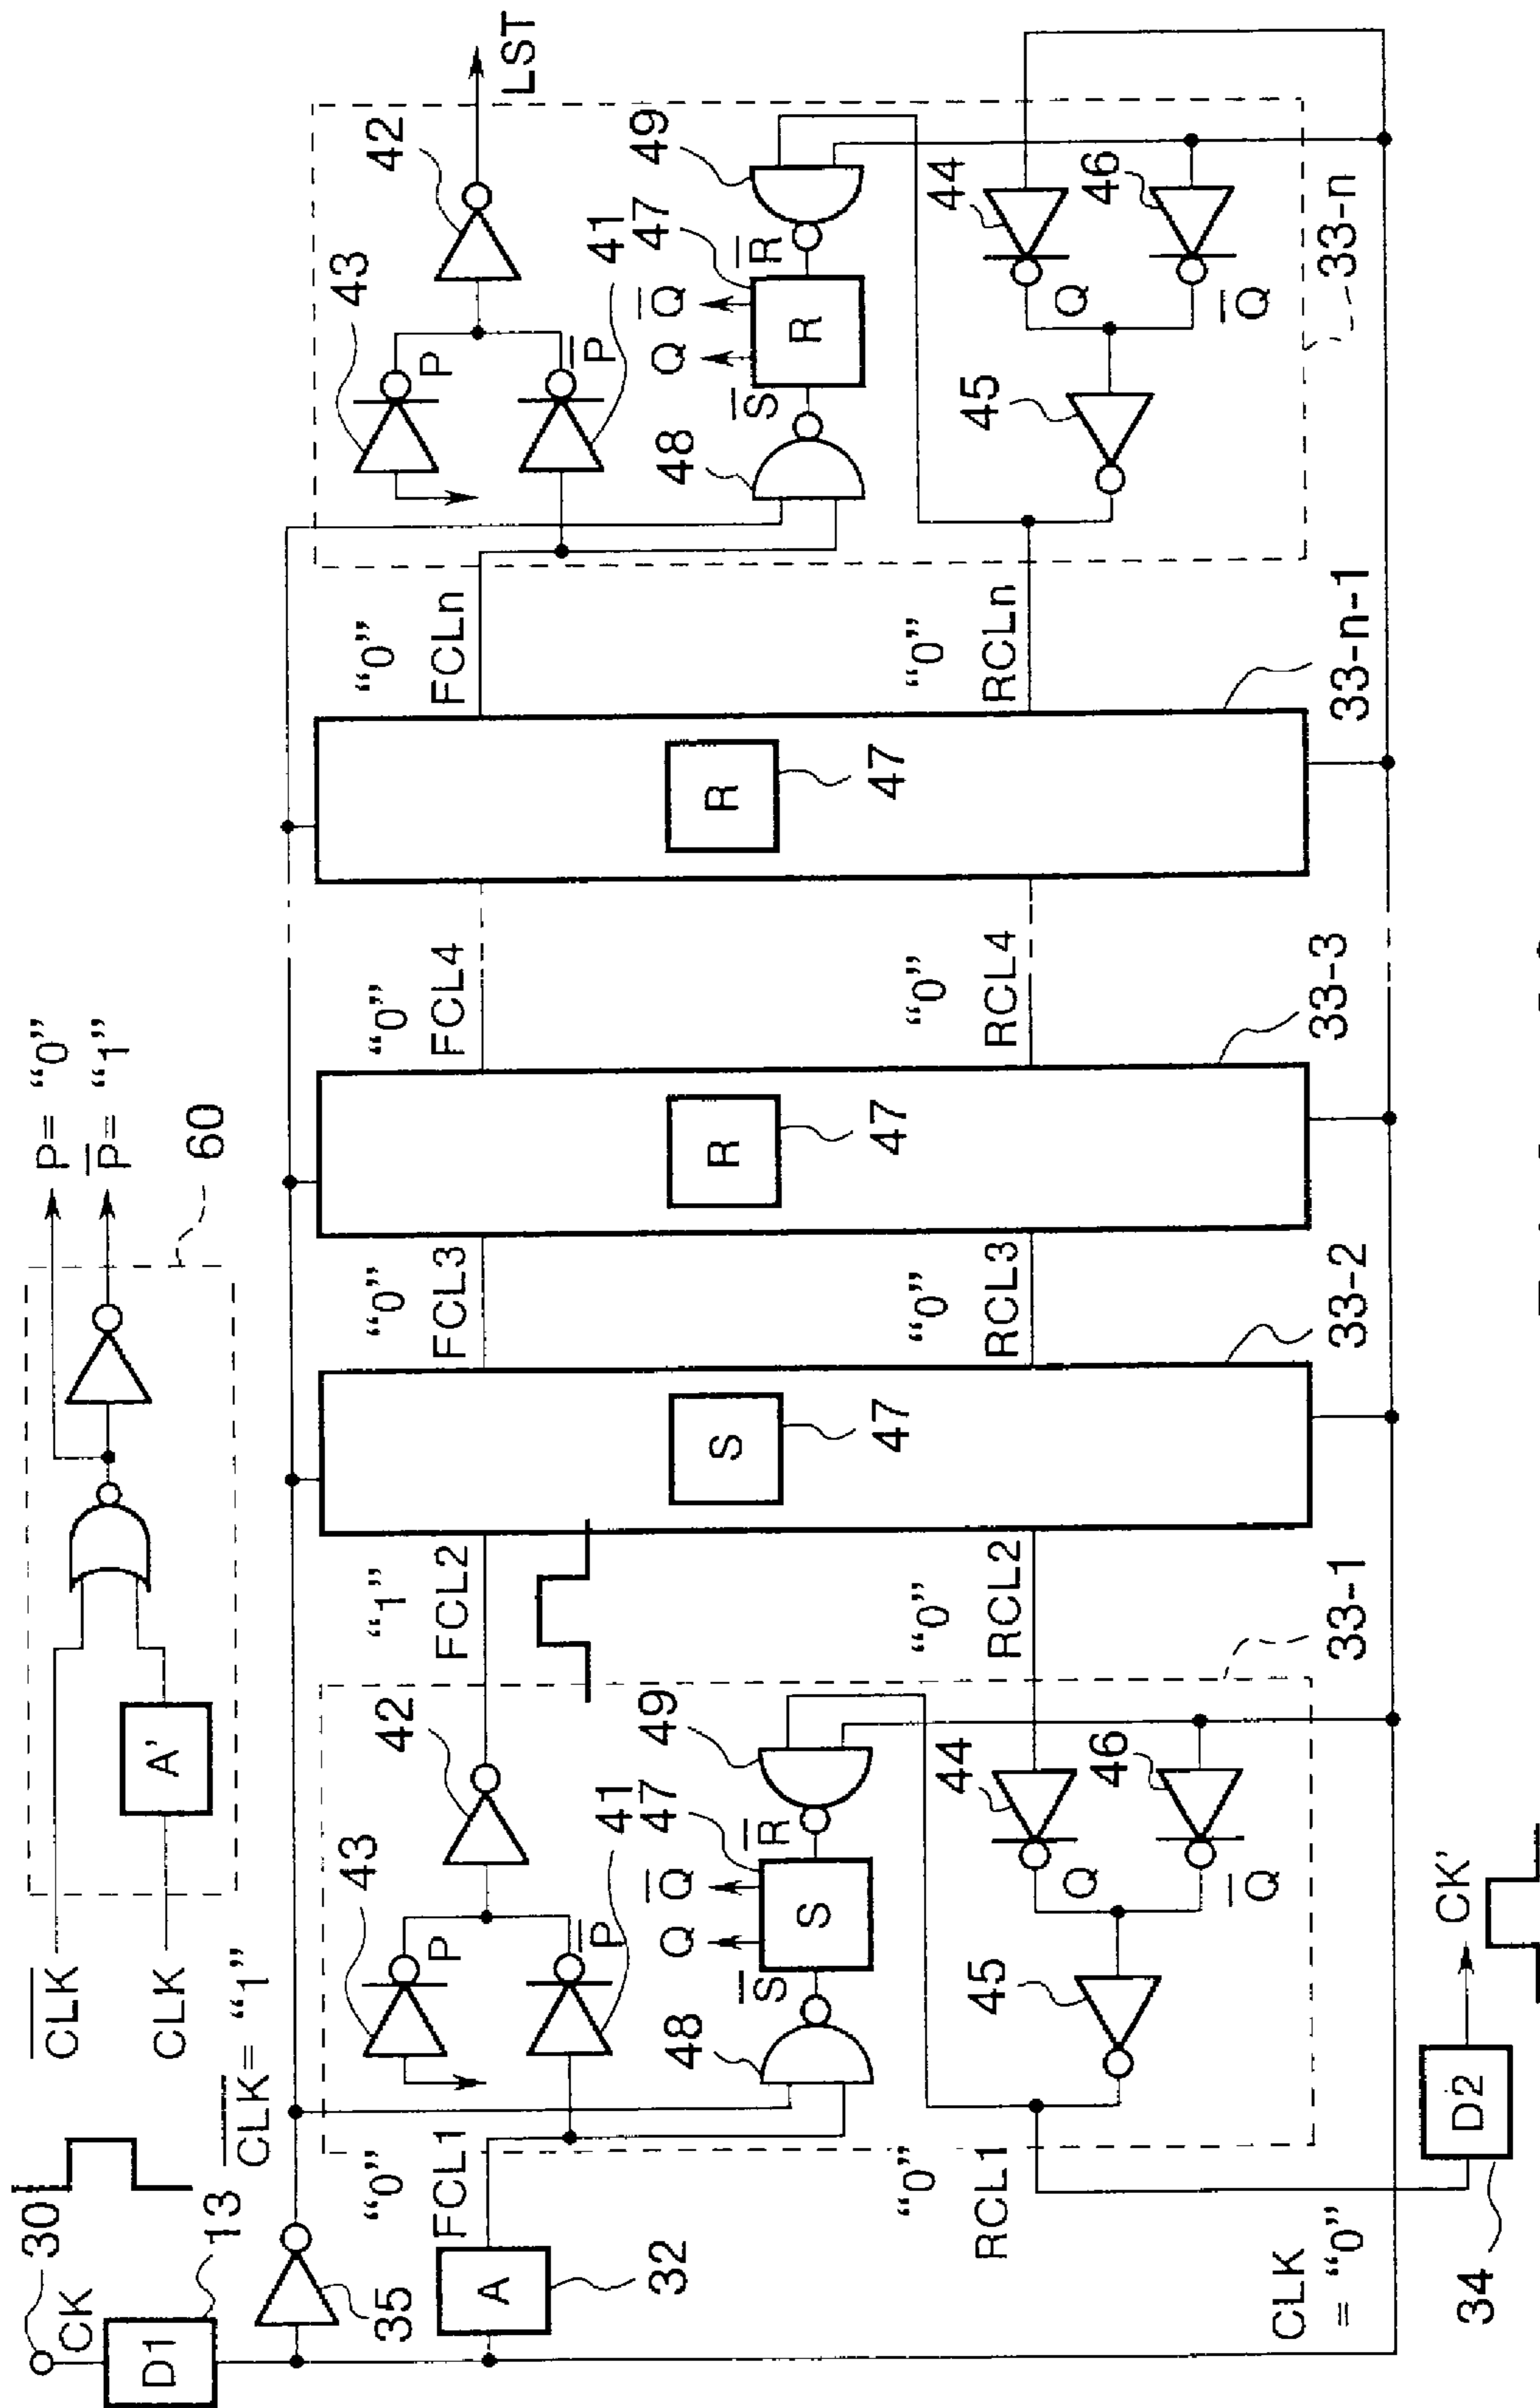 30
CK
D1
13
35
A
32
CLK
CLK
CLK= "1"
A'
P= "0"
P= "1"
60
"0"
FCL1
"0"
RCL1
CLK
= "0"
34
D2
CK'
43
P
P
41
42
48
S
S
Q
Q
47
R
49
45
44
Q
46
Q
33-1
"1"
FCL2
"0"
RCL2
S
47
33-2
"0"
FCL3
"0"
RCL3
R
47
33-3
"0"
FCL4
"0"
RCL4
R
47
33-n-1
"0"
FCLn
"0"
RCLn
43
P
P
41
42
LST
48
S
R
Q
Q
47
R
49
45
44
Q
46
Q
33-n